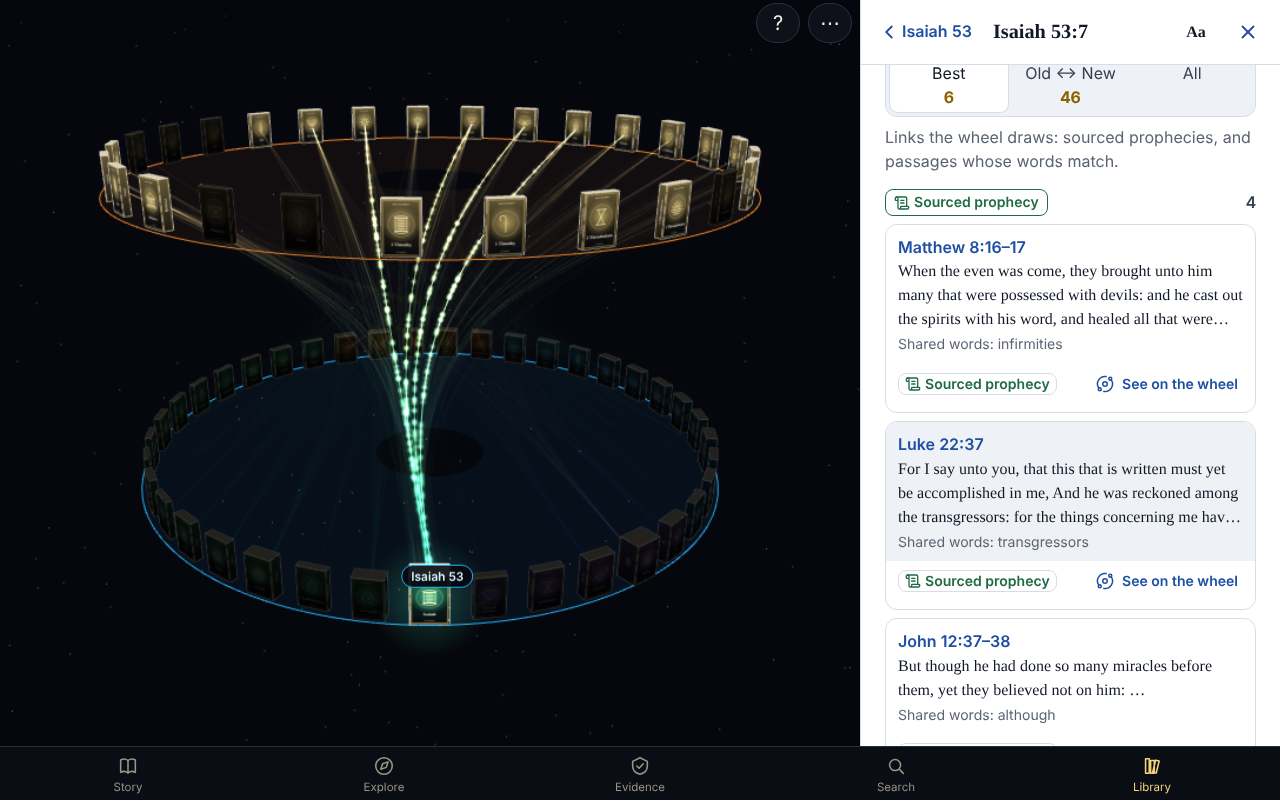 ?
Isaiah 53
Isaiah 53:7
Aa
Best
6
Old ↔ New
46
All
Links the wheel draws: sourced prophecies, and
passages whose words match.
Sourced prophecy
4
Matthew 8:16–17
When the even was come, they brought unto him
many that were possessed with devils: and he cast out
the spirits with his word, and healed all that were…
Shared words: infirmities
Sourced prophecy
See on the wheel
Luke 22:37
For I say unto you, that this that is written must yet
be accomplished in me, And he was reckoned among
the transgressors: for the things concerning me hav…
Shared words: transgressors
Sourced prophecy
See on the wheel
John 12:37–38
But though he had done so many miracles before
them, yet they believed not on him: …
Shared words: although
Isaiah 53
Story
Explore
Evidence
Search
Library